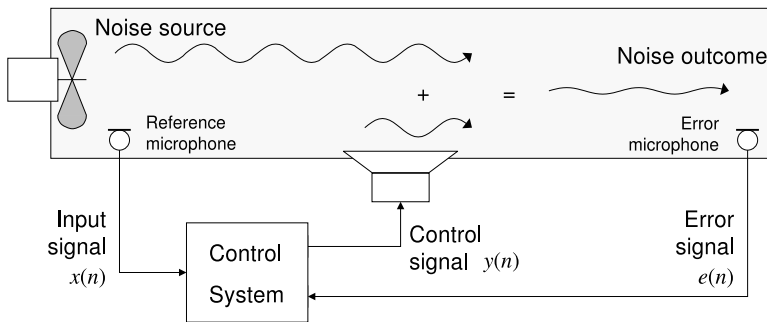 Noise source
Noise outcome
+
=
Reference
microphone
Error
microphone
Input
signal
x(n)
Control
System
Control
signal y(n)
Error
signal
e(n)